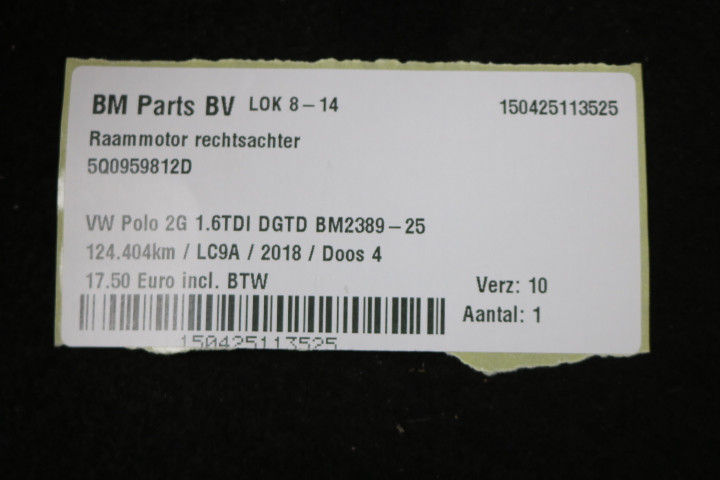 BM Parts BV LOK 8-14 150425113525
Raammotor rechtsachter
5Q0959812D
VW Polo 2G 1.6TDI DGTD BM2389-25
124.404km / LC9A / 2018 / Doos 4
17.50 Euro incl. BTW Verz: 10
Aantal: 1
150425113525